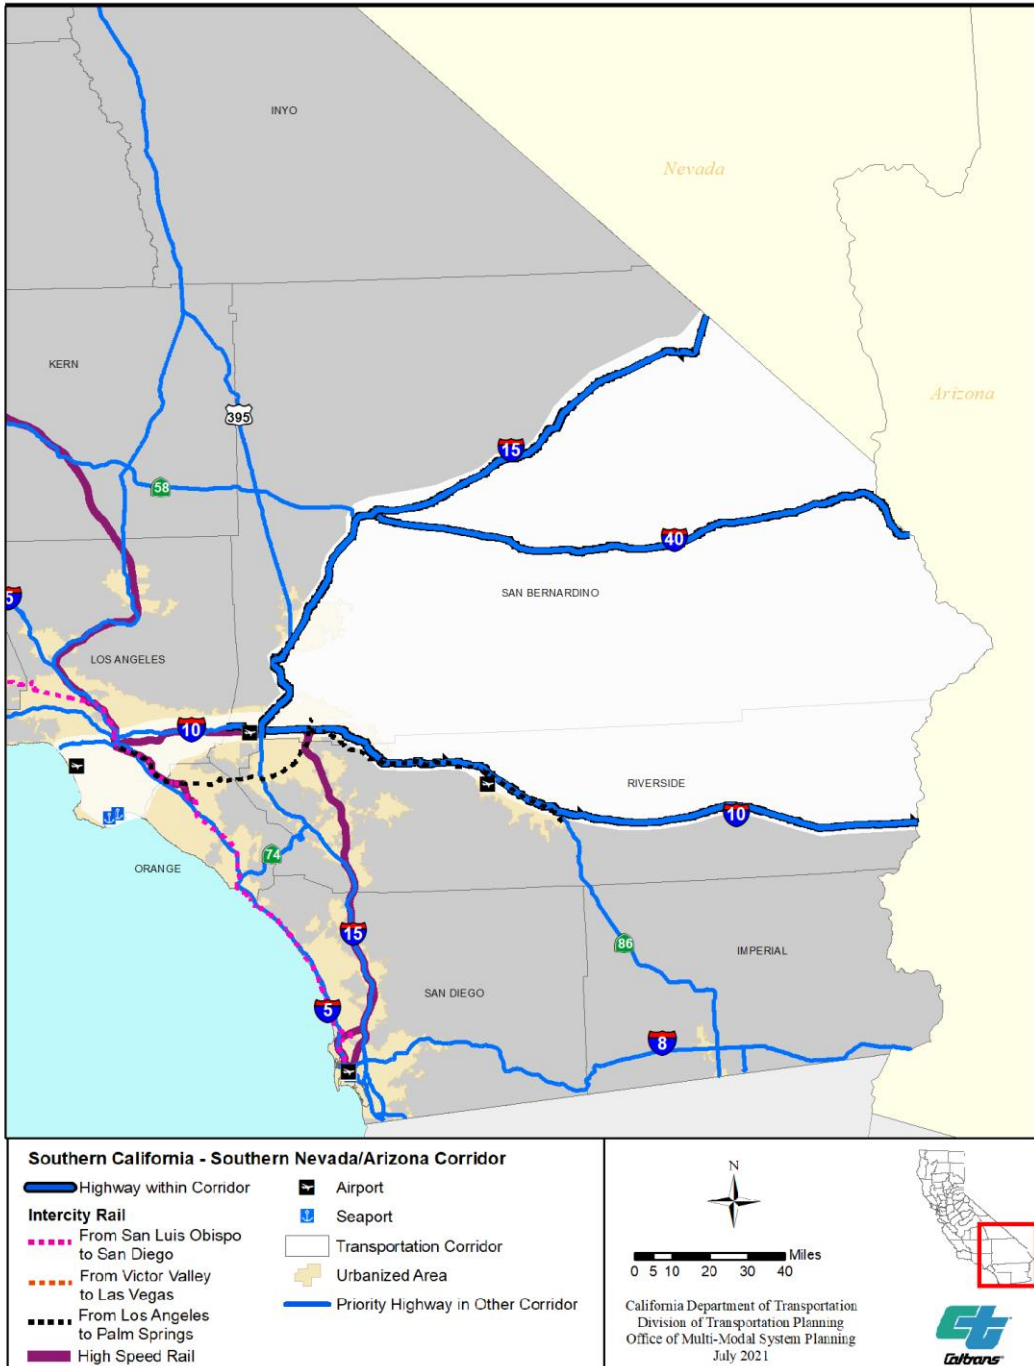 INYO
Nevada
KERN
Arizona
395
15
58
40
5
SAN BERNARDINO
LOS ANGELES
10
RIVERSIDE
10
74
ORANGE
15
86
IMPERIAL
SAN DIEGO
5
8
Southern California - Southern Nevada/Arizona Corridor
Highway within Corridor
Intercity Rail
From San Luis Obispo
to San Diego
From Victor Valley
to Las Vegas
From Los Angeles
to Palm Springs
High Speed Rail
Airport
Seaport
Transportation Corridor
Urbanized Area
Priority Highway in Other Corridor
N
Miles
0 5 10 20 30 40
California Department of Transportation
Division of Transportation Planning
Office of Multi-Modal System Planning
July 2021
ct
Caltrans